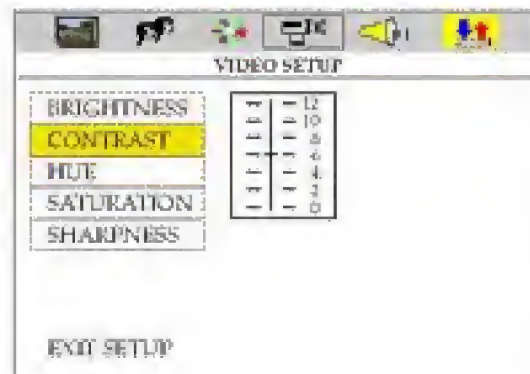 VIDEO SETUP
BRIGHTNESS
CONTRAST
HUE
SATURATION
SHARPNESS
12
10
8
6
4
2
0
EXIT SETUP